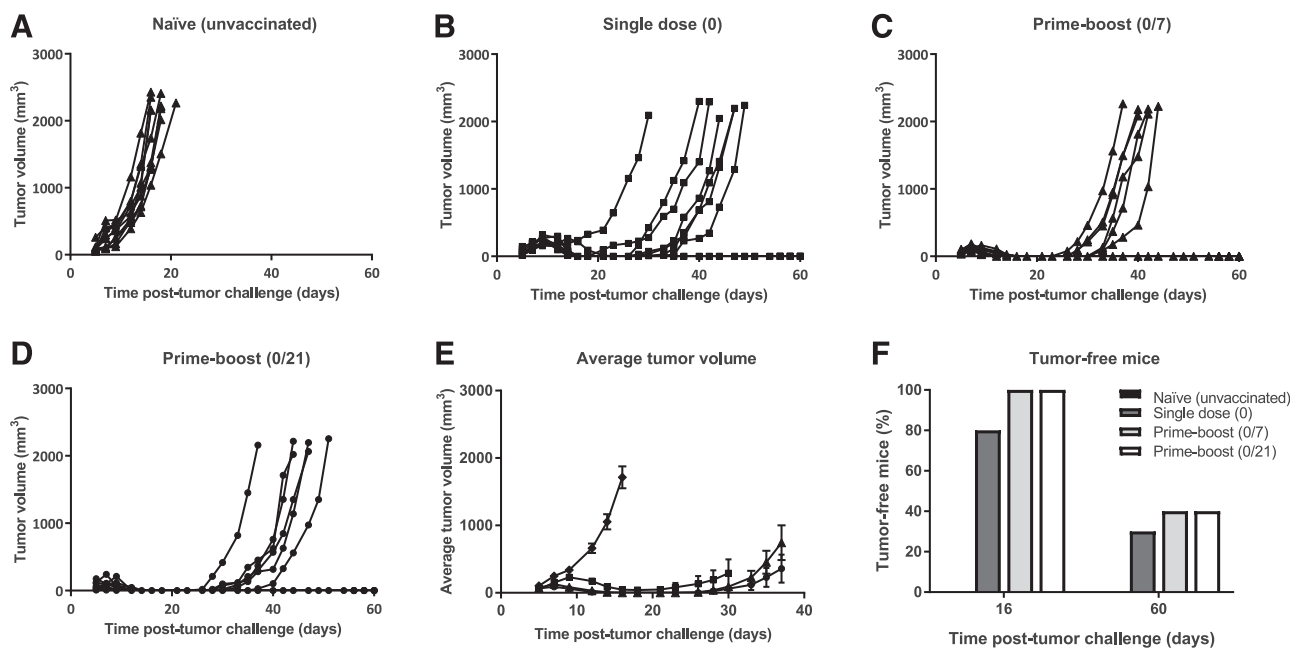 A Naïve (unvaccinated)
3000
2000
1000
0
Tumor volume (mm³)
0 20 40 60
Time post-tumor challenge (days)
B Single dose (0)
3000
2000
1000
0
Tumor volume (mm³)
0 20 40 60
Time post-tumor challenge (days)
C Prime-boost (0/7)
3000
2000
1000
0
Tumor volume (mm³)
0 20 40 60
Time post-tumor challenge (days)
D Prime-boost (0/21)
3000
2000
1000
0
Tumor volume (mm³)
0 20 40 60
Time post-tumor challenge (days)
E Average tumor volume
3000
2000
1000
0
Average tumor volume (mm³)
0 10 20 30 40
Time post-tumor challenge (days)
F Tumor-free mice
100
80
60
40
20
0
Tumor-free mice (%)
Naïve (unvaccinated)
Single dose (0)
Prime-boost (0/7)
Prime-boost (0/21)
16 60
Time post-tumor challenge (days)